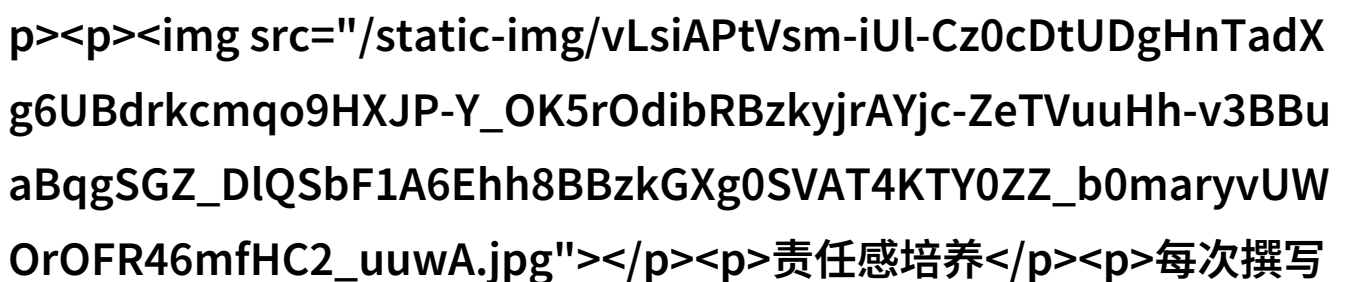 p><p><img src="/static-img/vLsiAPtVsm-iUl-Cz0cDtUDgHnTadX
g6UBdrkcmqo9HXJP-Y_OK5rOdibRBzkyjrAYjc-ZeTVuuHh-v3BBu
aBqgSGZ_DlQSbF1A6Ehh8BBzkGXg0SVAT4KTY0ZZ_b0maryvUW
OrOFR46mfHC2_uuwA.jpg"></p><p>责任感培养</p><p>每次撰写